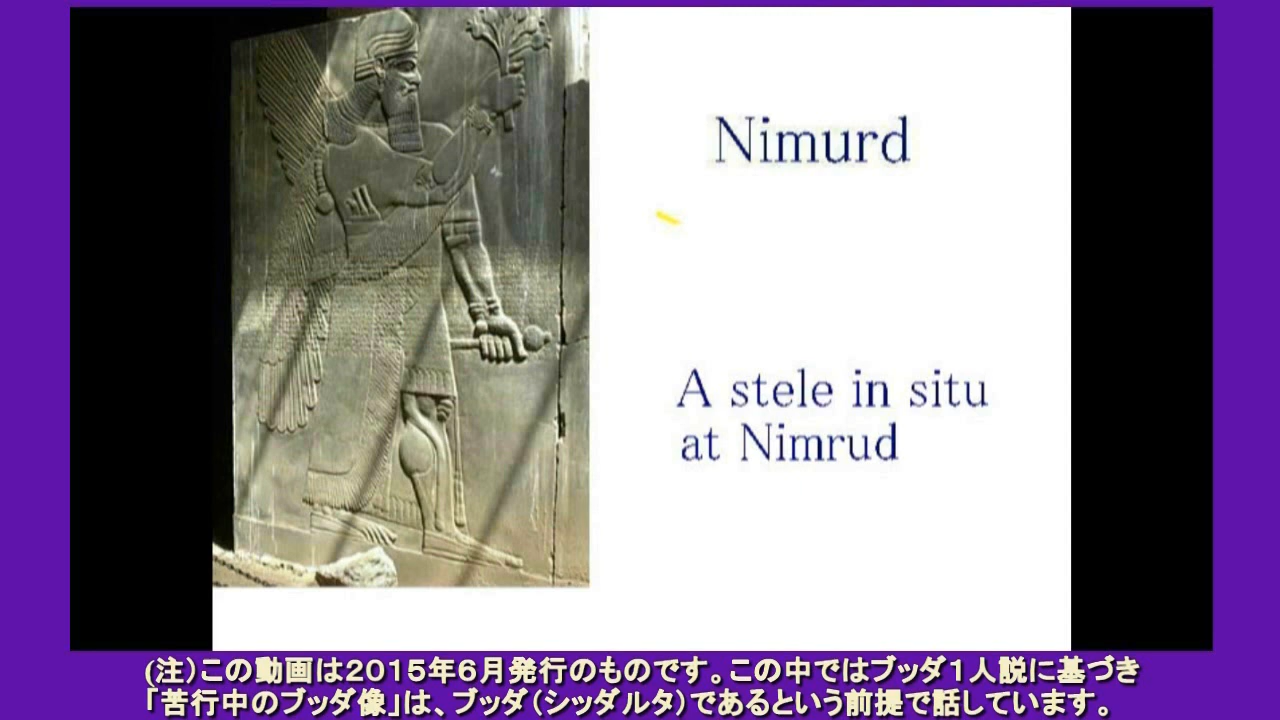 Nimurd
A stele in situ
at Nimrud
(注)この動画は2015年6月発行のものです。この中ではブッダ1人説に基づき
「苦行中のブッダ像」は、ブッダ(シッダルタ)であるという前提で話しています。